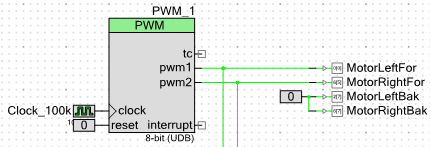 PWM_1
PWM
tc
pwm1
pwm2
Clock_100k
clock
0
reset
interrupt
8-bit (UDB)
0
MotorLeftFor
MotorRightFor
MotorLeftBak
MotorRightBak